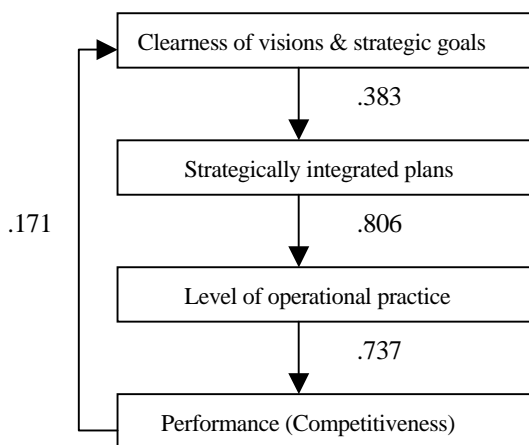 Clearness of visions & strategic goals
.383
Strategically integrated plans
.171
.806
Level of operational practice
.737
Performance (Competitiveness)